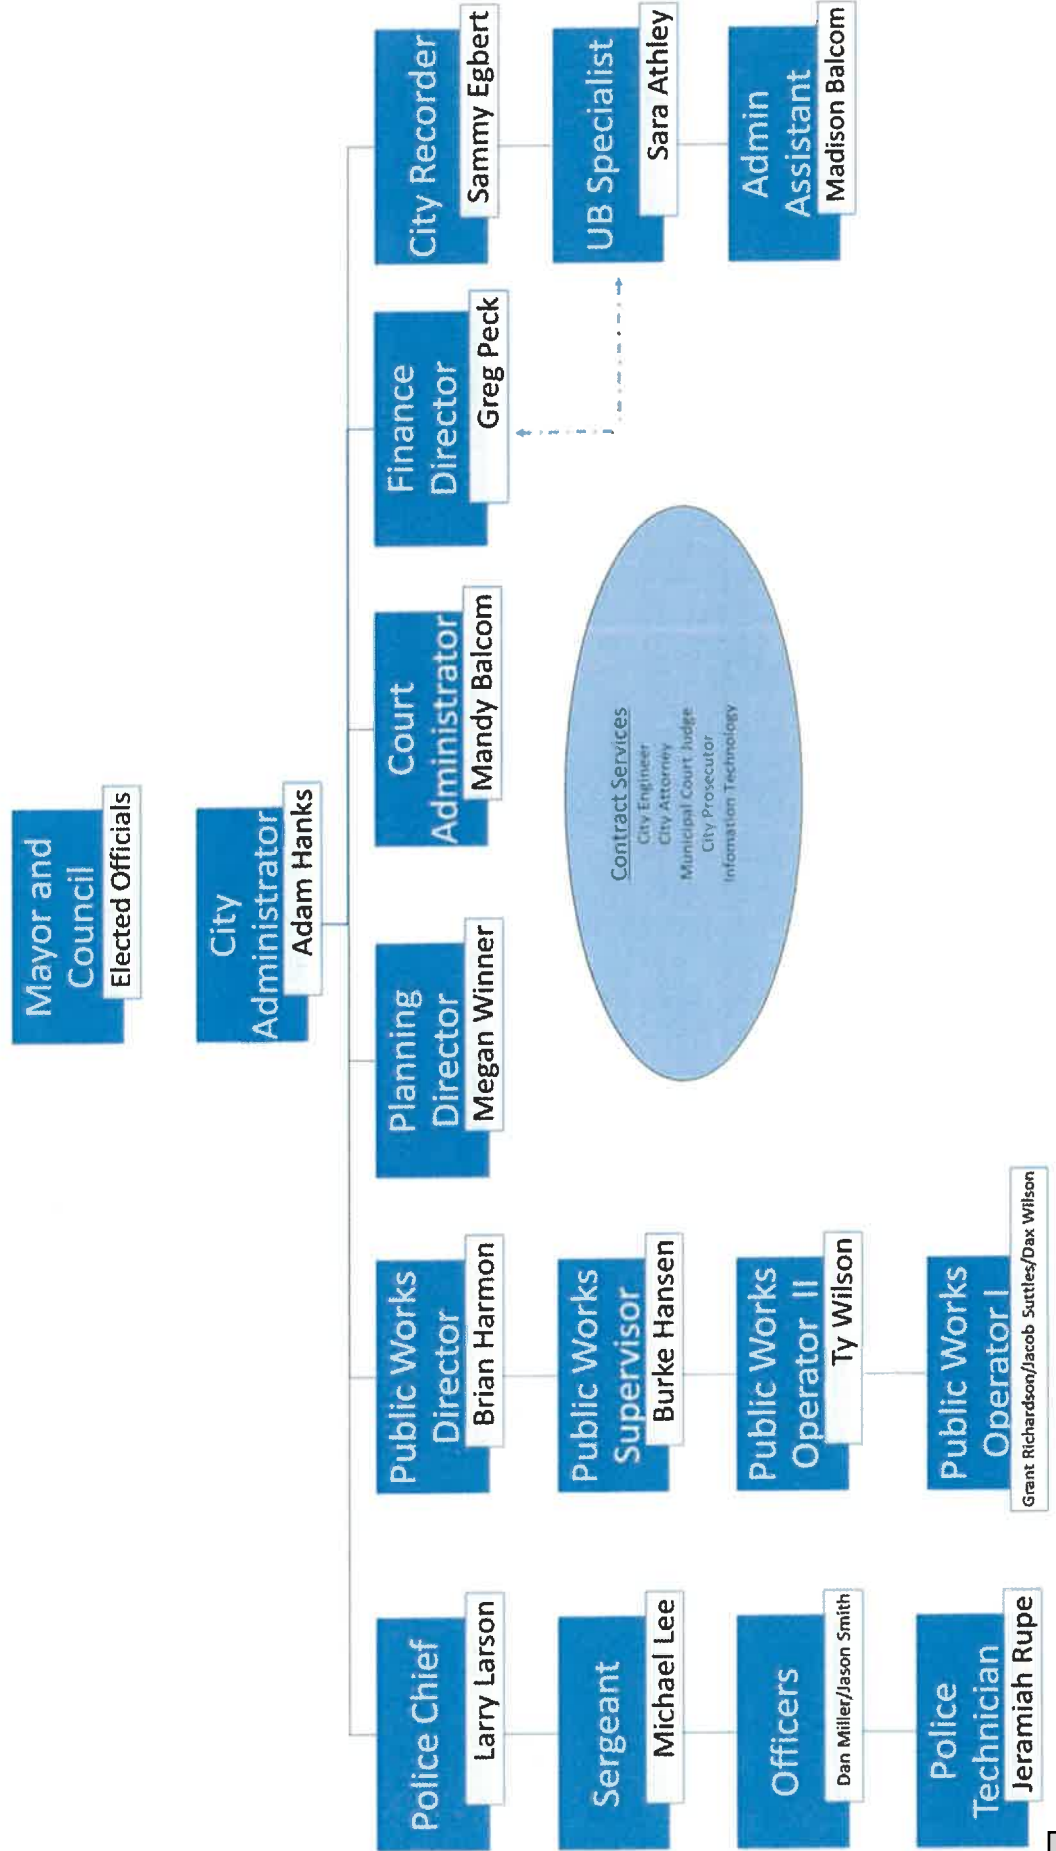 Mayor and
Council
Elected Officials
City
Administrator
Adam Hanks
Police Chief
Larry Larson
Sergeant
Michael Lee
Officers
Dan Miller/Jason Smith
Police
Technician
Jeramiah Rupe
Public Works
Director
Brian Harmon
Public Works
Supervisor
Burke Hansen
Public Works
Operator II
Ty Wilson
Public Works
Operator I
Grant Richardson/Jacob Suttles/Dax Wilson
Planning
Director
Megan Winner
Court
Administrator
Mandy Balcom
Finance
Director
Greg Peck
City Recorder
Sammy Egbert
UB Specialist
Sara Athley
Admin
Assistant
Madison Balcom
Contract Services
City Engineer
City Attorney
Municipal Court Judge
City Prosecutor
Infomation Technology